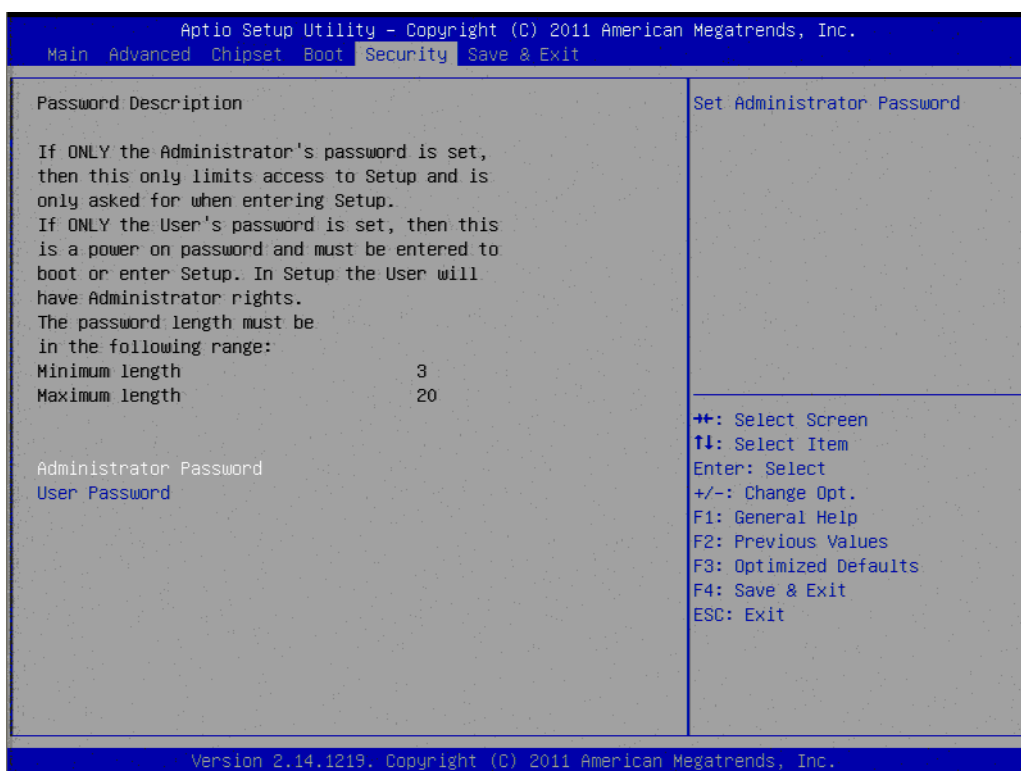 Aptio Setup Utility – Copyright (C) 2011 American Megatrends, Inc.
Main Advanced Chipset Boot Security Save & Exit
Password Description
If ONLY the Administrator's password is set,
then this only limits access to Setup and is
only asked for when entering Setup.
If ONLY the User's password is set, then this
is a power on password and must be entered to
boot or enter Setup. In Setup the User will
have Administrator rights.
The password length must be
in the following range:
Minimum length 3
Maximum length 20
Administrator Password
User Password
Set Administrator Password
→←: Select Screen
↑↓: Select Item
Enter: Select
+/-: Change Opt.
F1: General Help
F2: Previous Values
F3: Optimized Defaults
F4: Save & Exit
ESC: Exit
Version 2.14.1219. Copyright (C) 2011 American Megatrends, Inc.